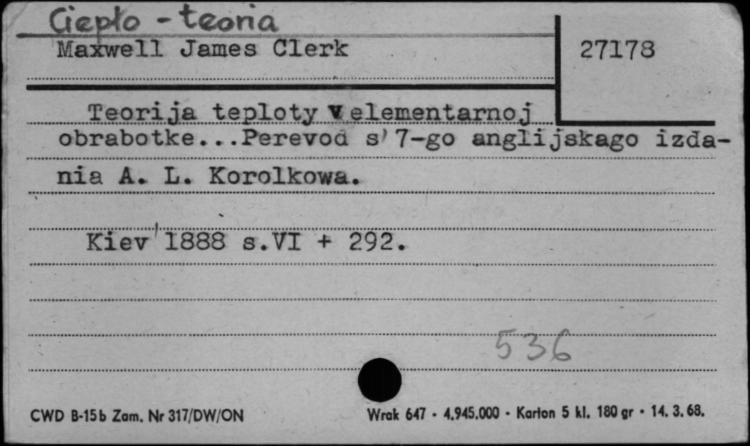 Ciepło - teoria
Maxwell James Clerk
27178
Teorija teploty v elementarnoj
obrabotke...Perevod s' 7-go anglijskago izda-
nia A. L. Korolkowa.
Kiev' 1888 s.VI + 292.
536
CWD B-15b Zam. Nr 317/DW/ON
Wrak 647 - 4.945.000 - Karton 5 kl. 180 gr - 14. 3. 68.